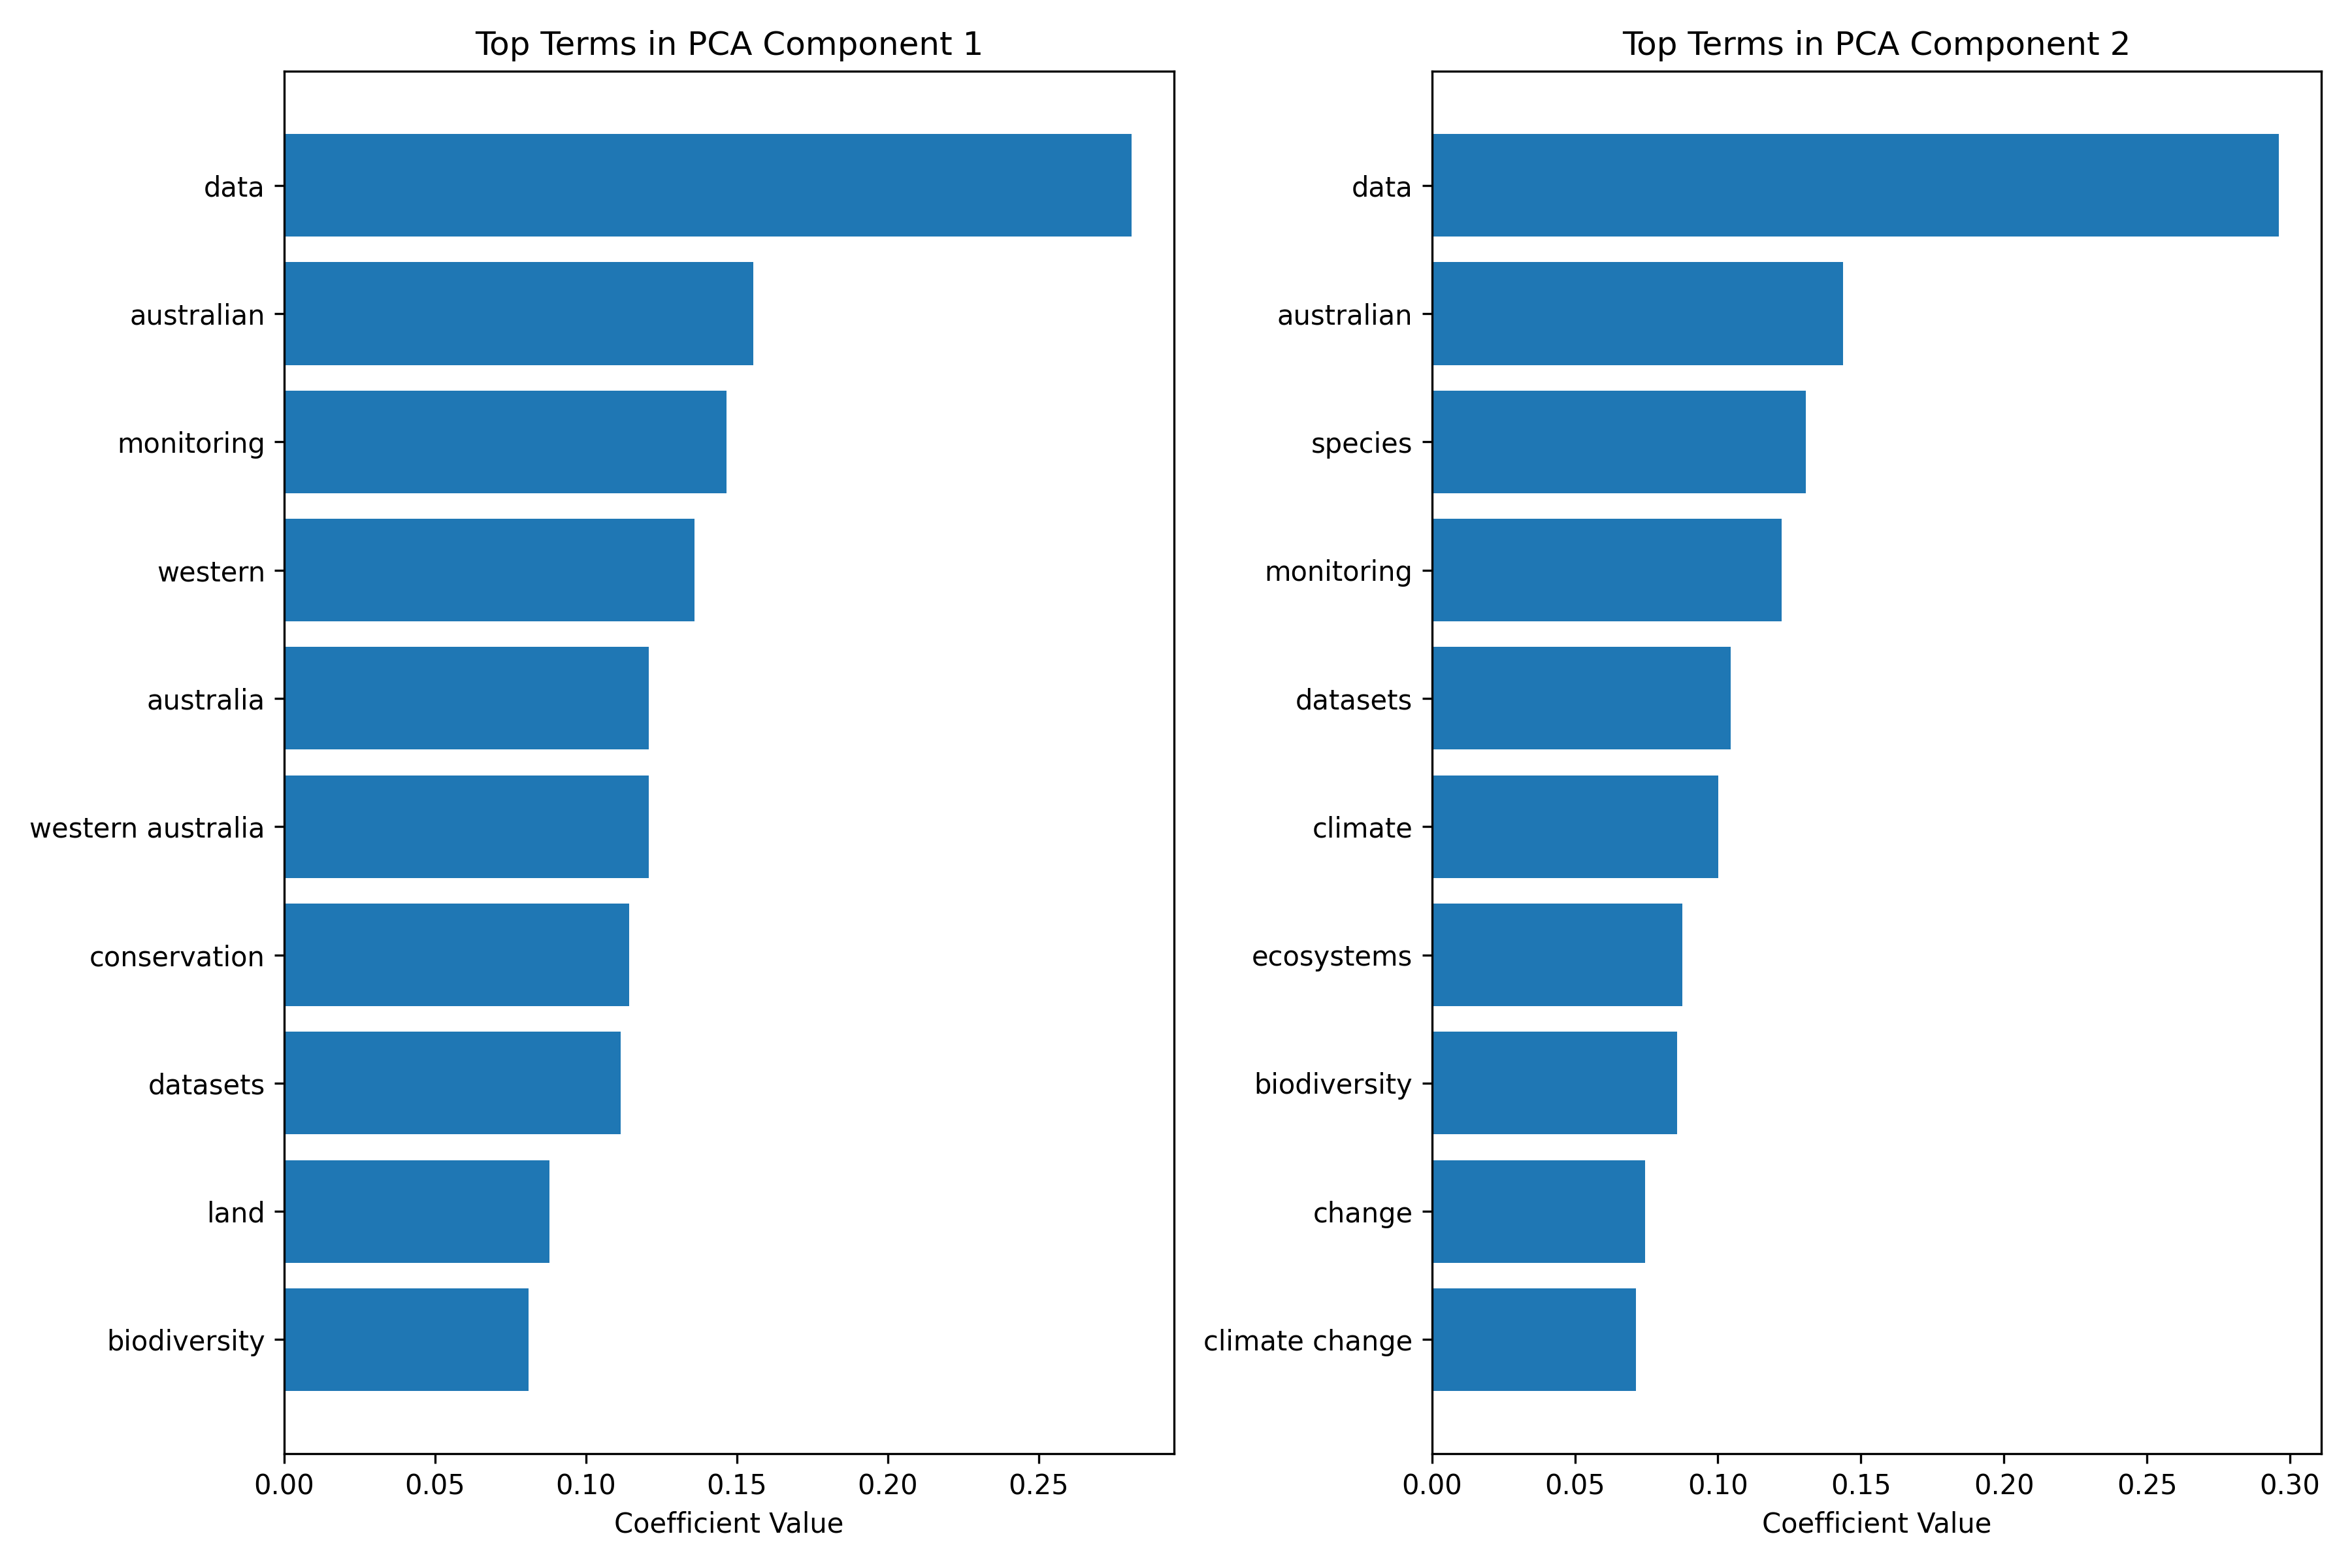 Top Terms in PCA Component 1
data
australian
monitoring
western
australia
western australia
conservation
datasets
land
biodiversity
0.00 0.05 0.10 0.15 0.20 0.25
Coefficient Value
Top Terms in PCA Component 2
data
australian
species
monitoring
datasets
climate
ecosystems
biodiversity
change
climate change
0.00 0.05 0.10 0.15 0.20 0.25 0.30
Coefficient Value